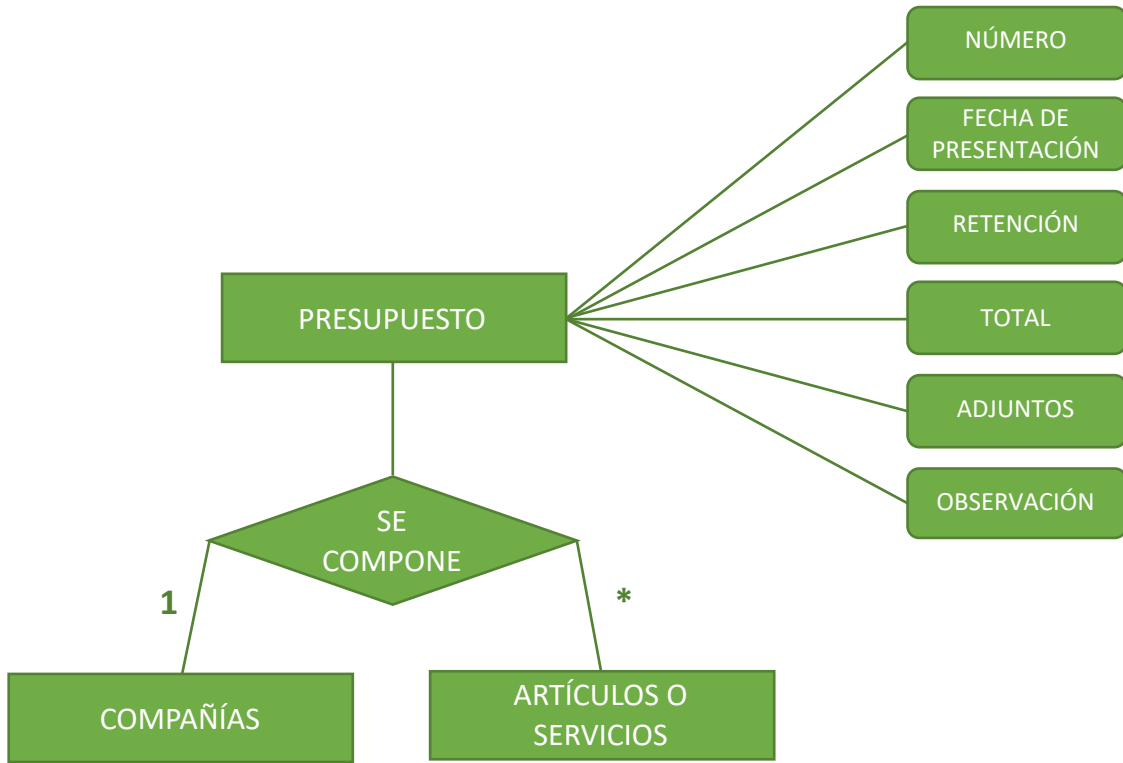 NÚMERO
FECHA DE
PRESENTACIÓN
RETENCIÓN
PRESUPUESTO
TOTAL
ADJUNTOS
OBSERVACIÓN
SE
COMPONE
1
*
COMPAÑÍAS
ARTÍCULOS O
SERVICIOS